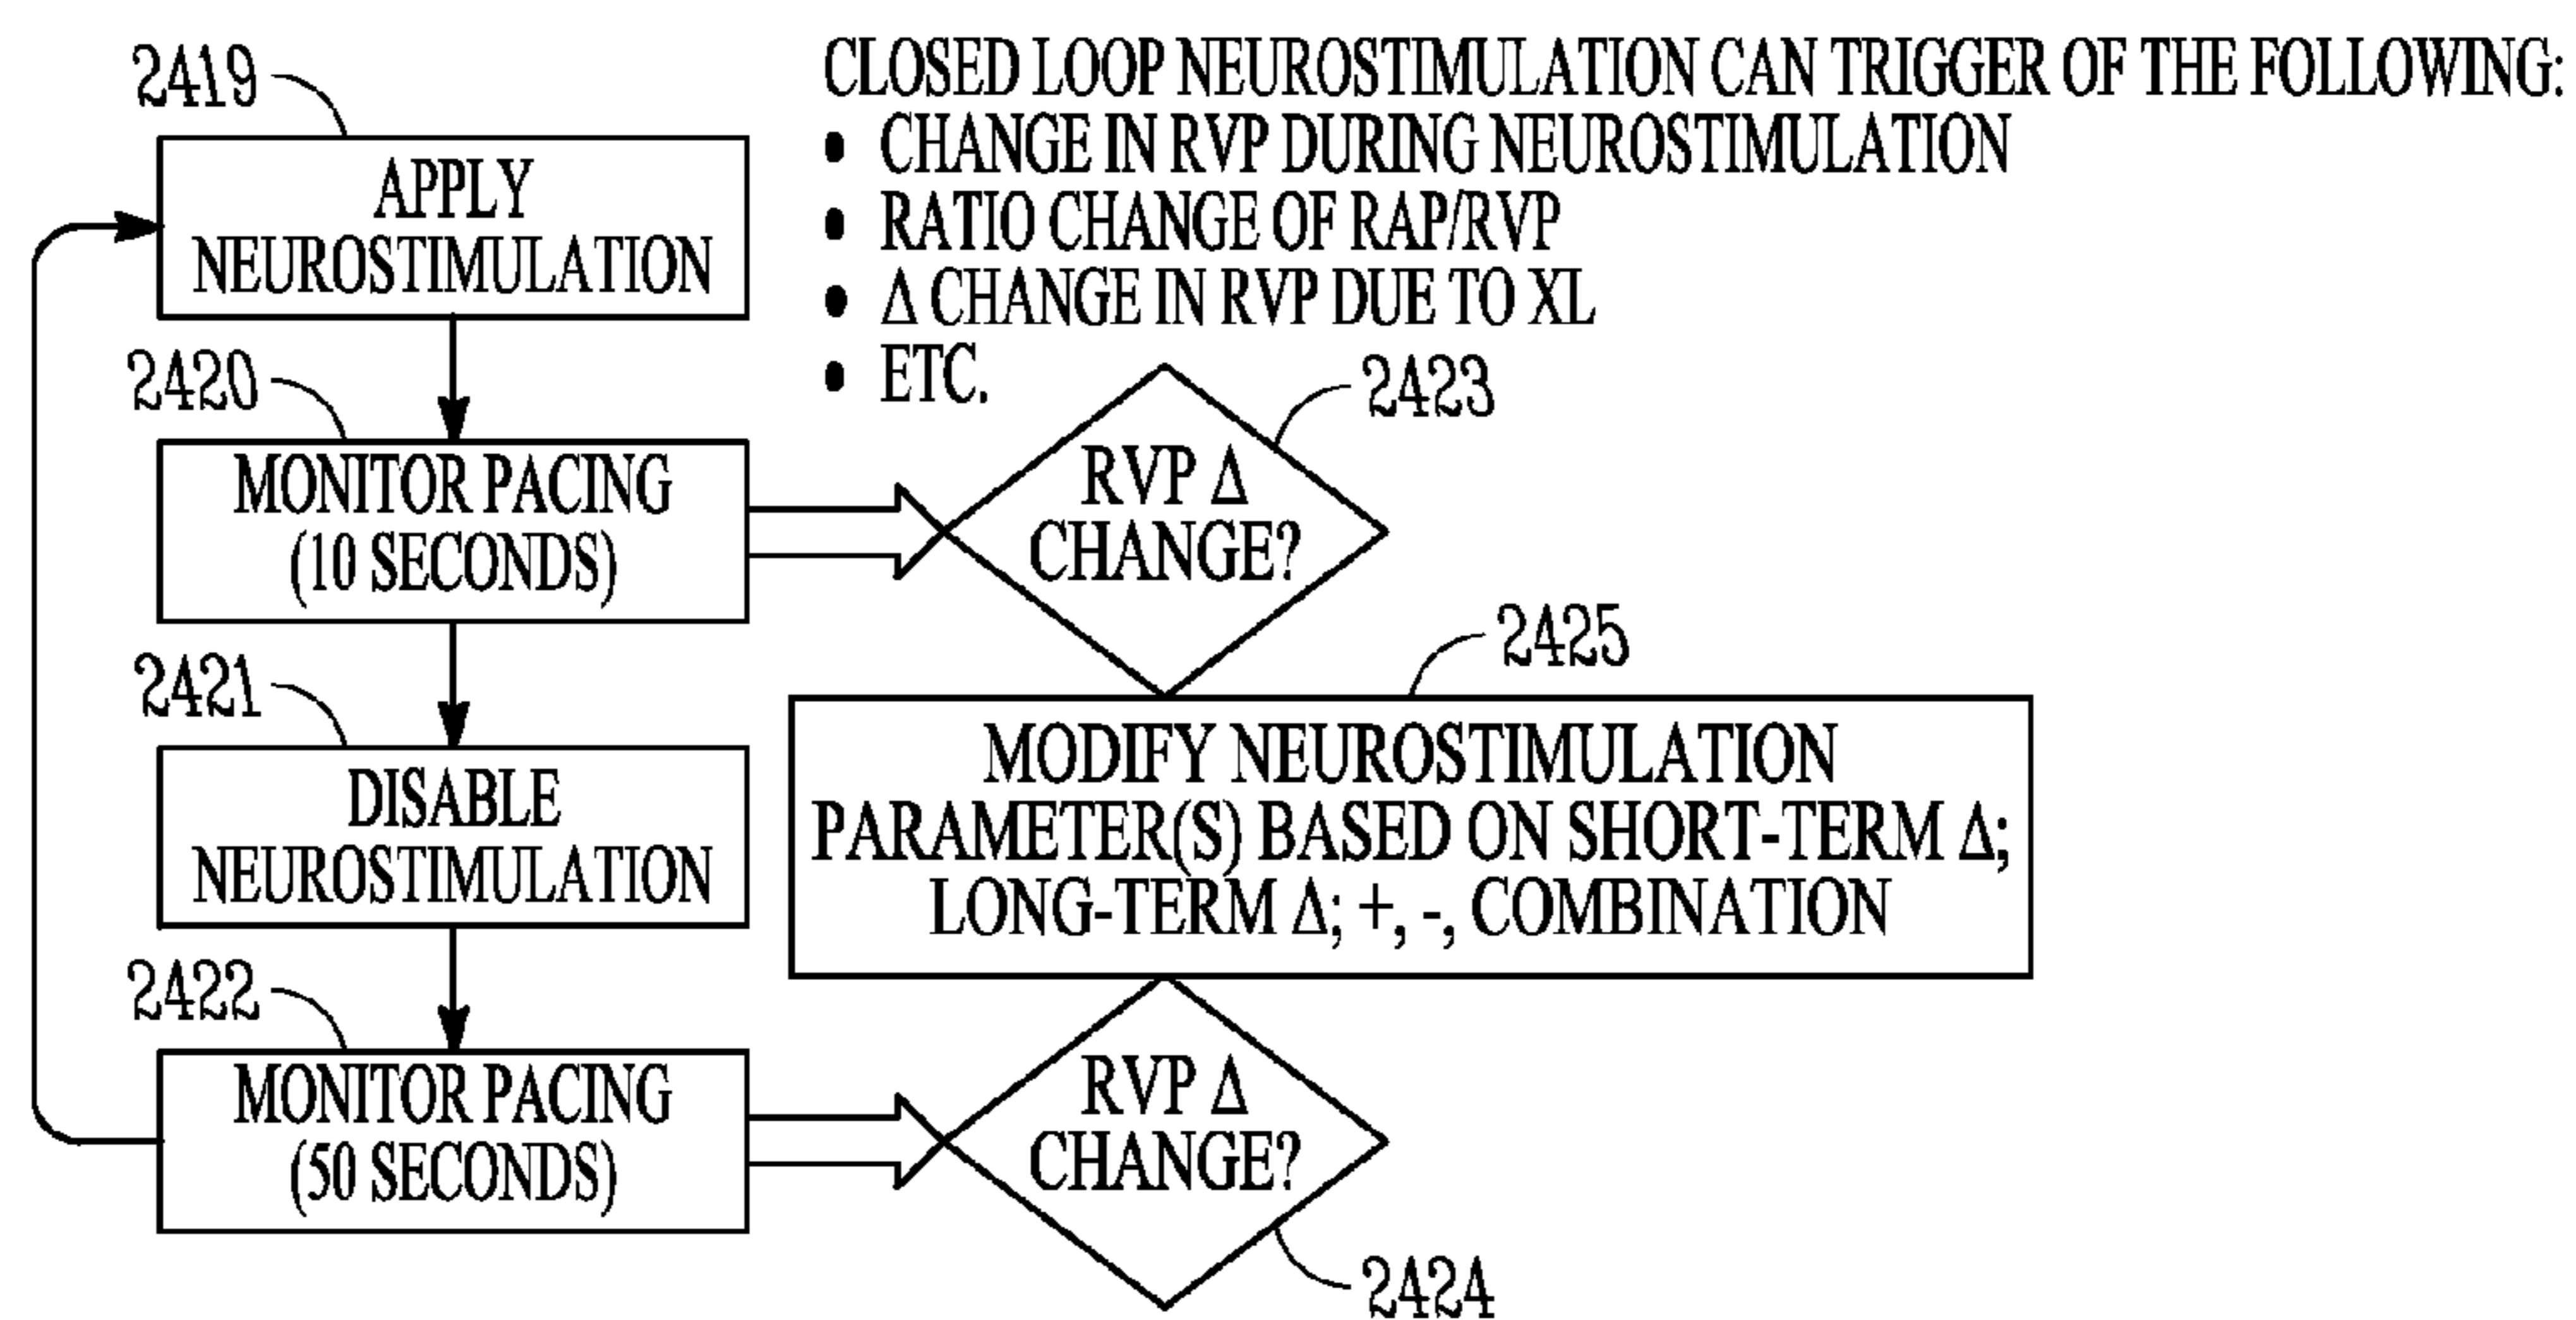 CLOSED LOOP NEUROSTIMULATION CAN TRIGGER OF THE FOLLOWING:
• CHANGE IN RVP DURING NEUROSTIMULATION
• RATIO CHANGE OF RAP/RVP
• Δ CHANGE IN RVP DUE TO XL
• ETC.
2419
APPLY
NEUROSTIMULATION
2420
MONITOR PACING
(10 SECONDS)
2423
RVP Δ
CHANGE?
2421
DISABLE
NEUROSTIMULATION
2425
MODIFY NEUROSTIMULATION
PARAMETER(S) BASED ON SHORT-TERM Δ;
LONG-TERM Δ; +, -, COMBINATION
2422
MONITOR PACING
(50 SECONDS)
RVP Δ
CHANGE?
2424